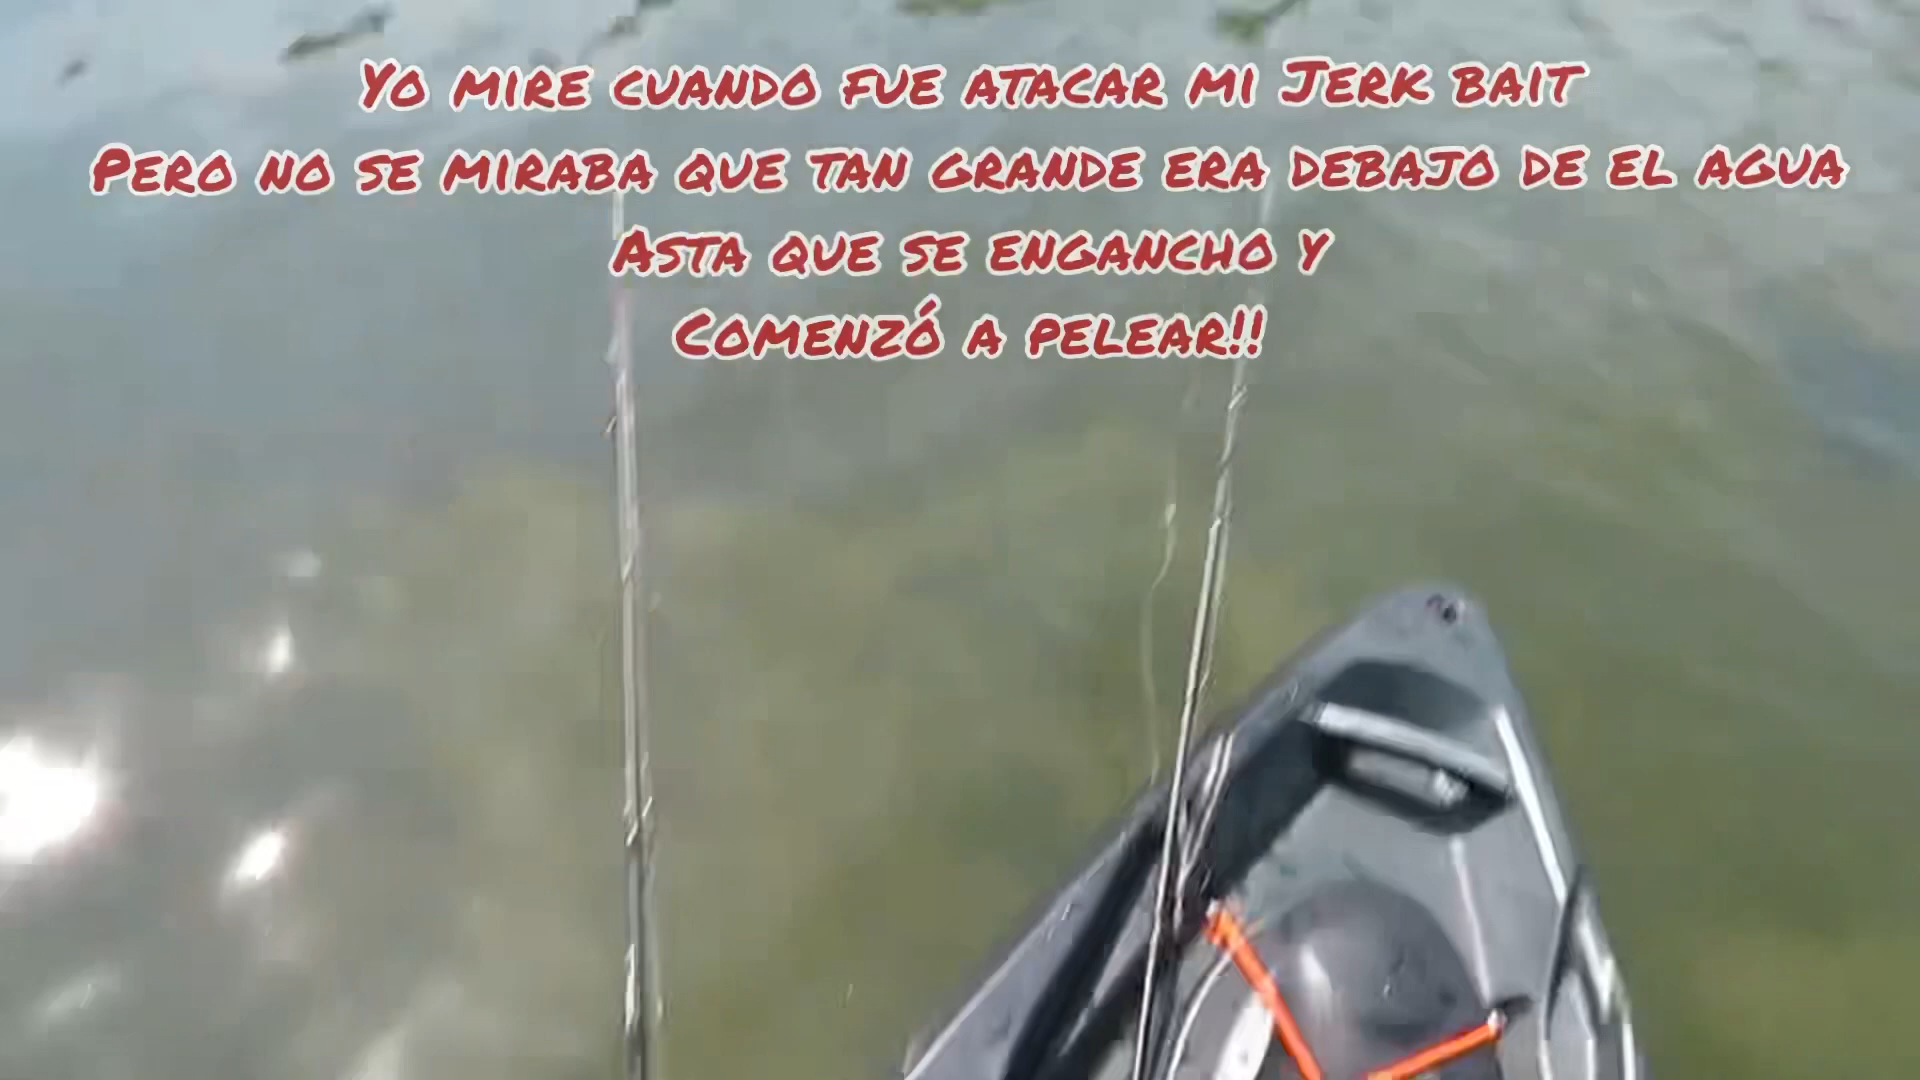 Yo mire cuando fue atacar mi Jerk bait
Pero no se miraba que tan grande era debajo de el agua
Asta que se engancho y
Comenzó a pelear!!